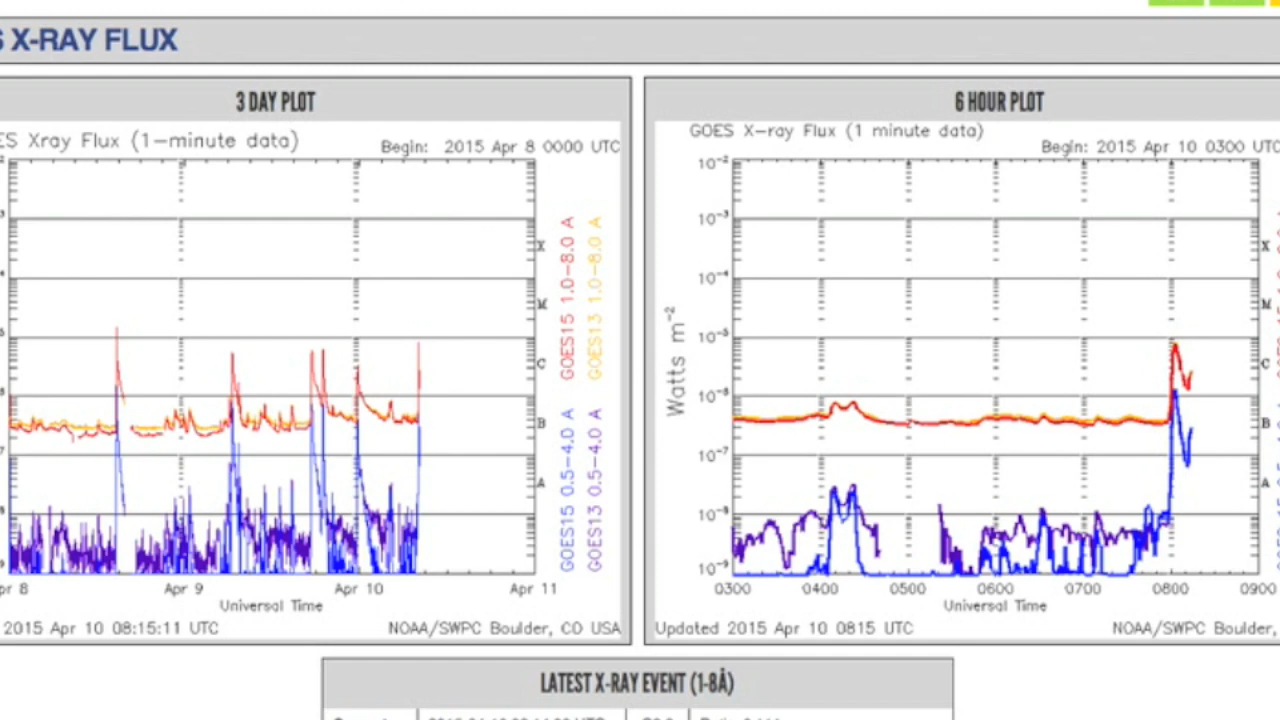 S X-RAY FLUX
3 DAY PLOT
ES Xray Flux (1-minute data)
Begin: 2015 Apr 8 0000 UTC
X
M
C
B
A
GOES15 1.0-8.0 A
GOES13 1.0-8.0 A
GOES15 0.5-4.0 A
GOES13 0.5-4.0 A
pr 8
Apr 9
Apr 10
Apr 11
Universal Time
2015 Apr 10 08:15:11 UTC
NOAA/SWPC Boulder, CO USA
6 HOUR PLOT
GOES X-ray Flux (1 minute data)
Begin: 2015 Apr 10 0300 UTC
Watts m⁻²
10⁻²
10⁻³
10⁻⁴
10⁻⁵
10⁻⁶
10⁻⁷
10⁻⁸
10⁻⁹
X
M
C
B
A
0300
0400
0500
0600
0700
0800
0900
Universal Time
Updated 2015 Apr 10 0815 UTC
NOAA/SWPC Boulder,
LATEST X-RAY EVENT (1-8Å)